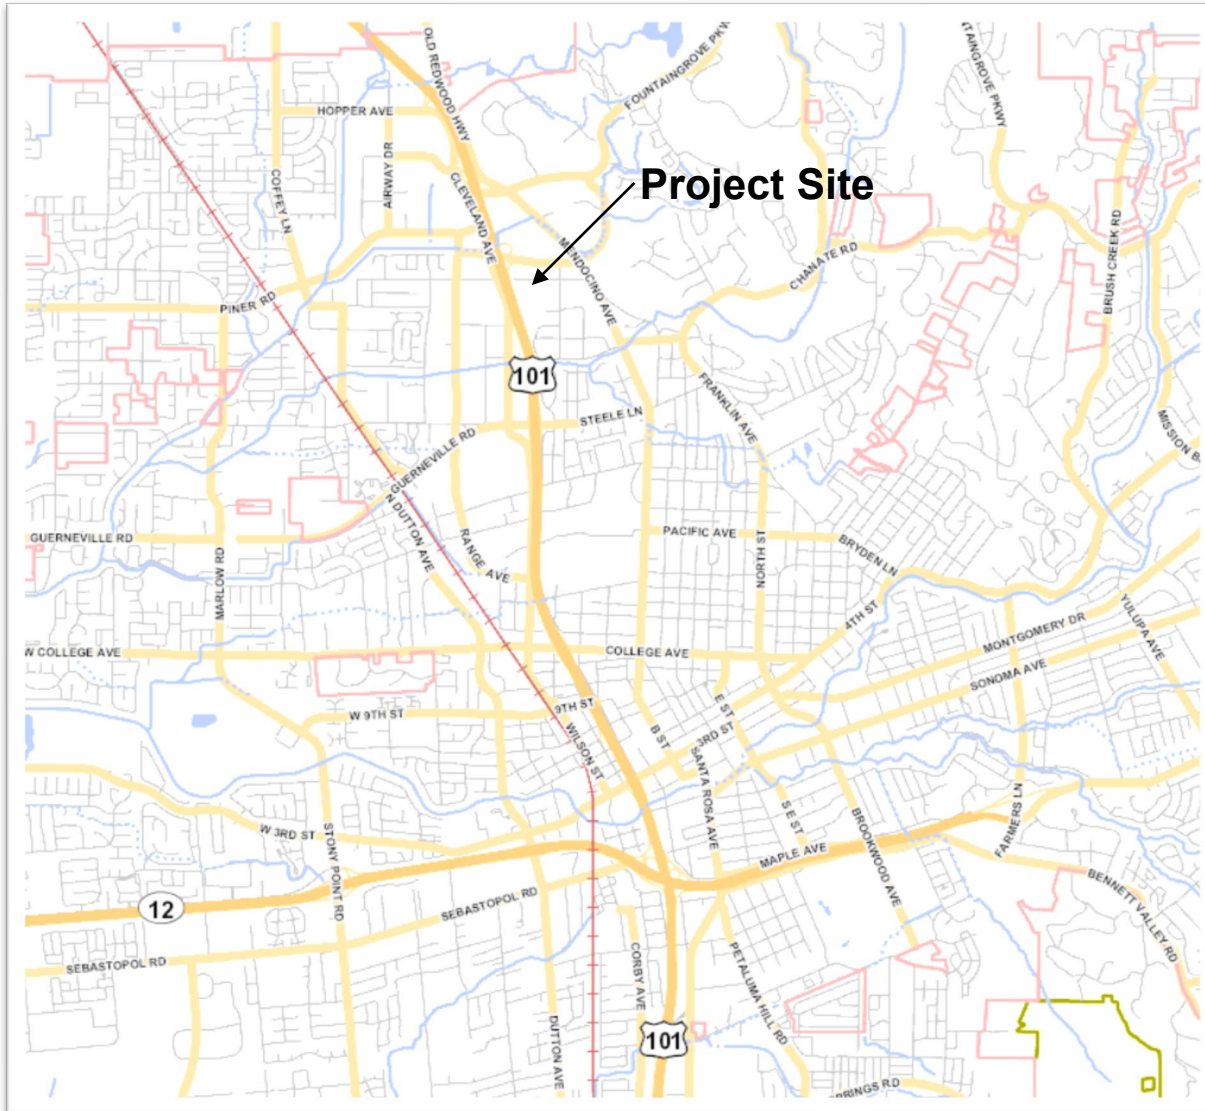 OLD REDWOOD HWY
FOUNTAINGROVE PKW
NTAINGROVE PKWY
HOPPER AVE
AIRWAY DR
COFFEY LN
CLEVELAND AVE
Project Site
MENDOCINO AVE
CHANATE RD
BRUSH CREEK RD
PINER RD
101
FRANKLIN AVE
STEELE LN
MISSION B
GUERNEVILLE RD
N DUTTON AVE
GUERNEVILLE RD
RANGE AVE
PACIFIC AVE
BRYDEN LN
NORTH ST
MARLOW RD
4TH ST
YULUPA AVE
MONTGOMERY DR
W COLLEGE AVE
COLLEGE AVE
SONOMA AVE
W 9TH ST
9TH ST
WILSON ST
B ST
E ST
3RD ST
SANTA ROSA AVE
S E ST
W 3RD ST
STONY POINT RD
BROOKWOOD AVE
FARMERS LN
MAPLE AVE
BENNETT VALLEY RD
12
SEBASTOPOL RD
SEBASTOPOL RD
CORBY AVE
PETALUMA HILL RD
DUTTON AVE
101
PRINGS RD